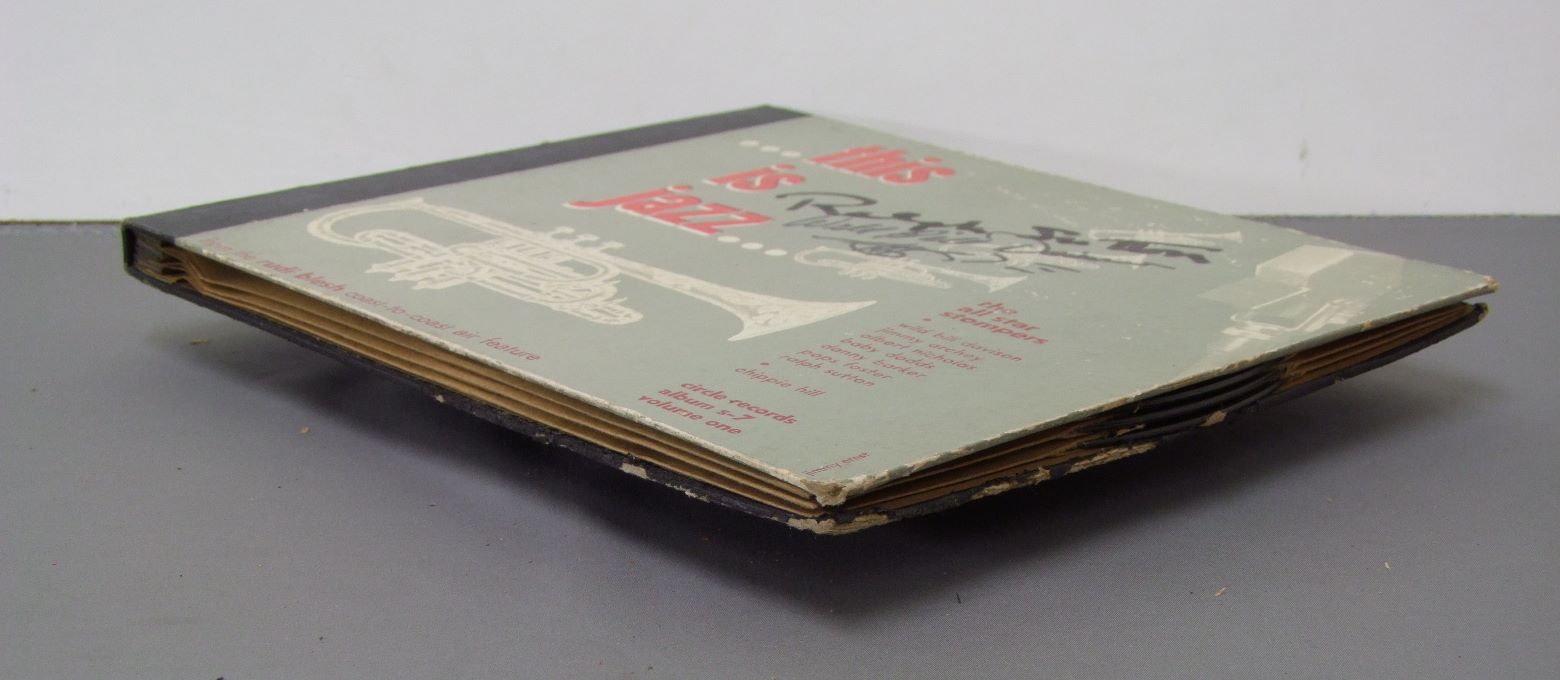 ...this
is
jazz...
Ralph Sutton
the
all star
stompers
•
wild bill davison
jimmy archey
albert nicholas
baby dodds
danny barker
pops foster
ralph sutton
•
chippie hill
from the rudi blesh coast-to-coast air feature
circle records
album s-7
volume one